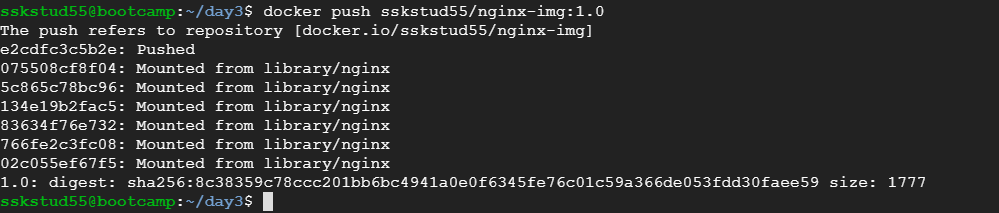 sskstud55@bootcamp:~/day3$ docker push sskstud55/nginx-img:1.0
The push refers to repository [docker.io/sskstud55/nginx-img]
e2cdfc3c5b2e: Pushed
075508cf8f04: Mounted from library/nginx
5c865c78bc96: Mounted from library/nginx
134e19b2fac5: Mounted from library/nginx
83634f76e732: Mounted from library/nginx
766fe2c3fc08: Mounted from library/nginx
02c055ef67f5: Mounted from library/nginx
1.0: digest: sha256:8c38359c78ccc201bb6bc4941a0e0f6345fe76c01c59a366de053fdd30faee59 size: 1777
sskstud55@bootcamp:~/day3$